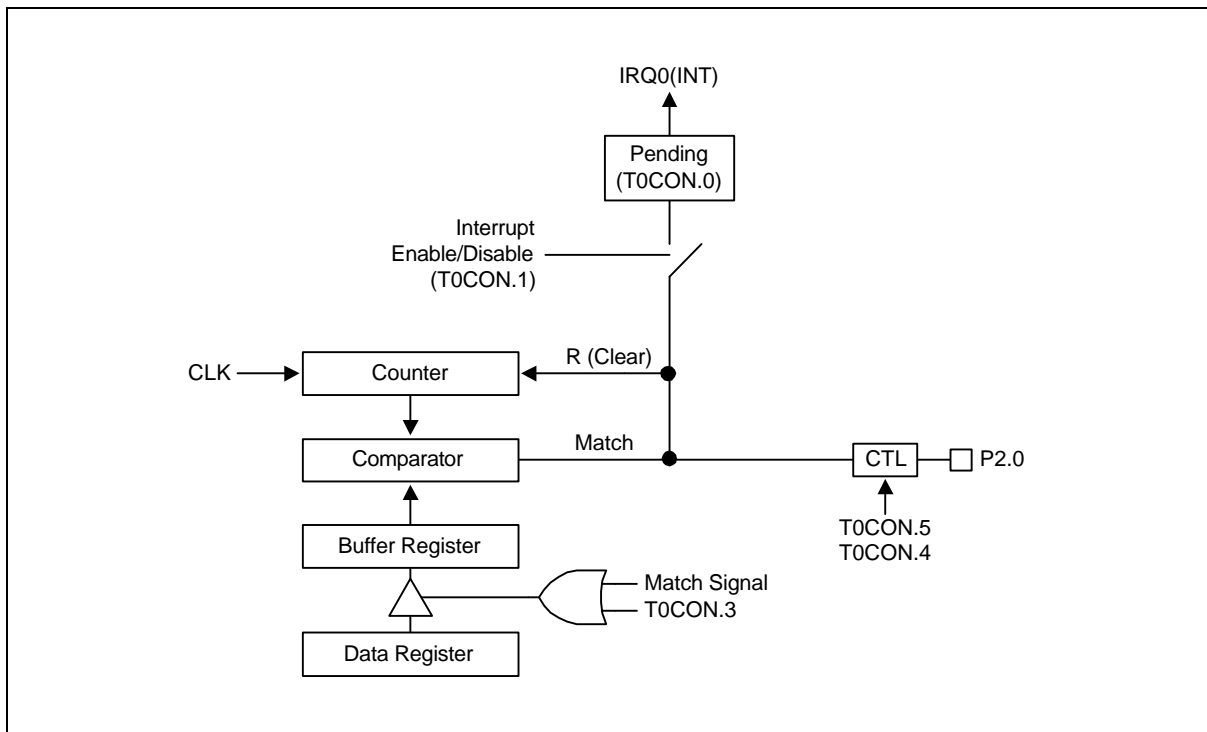 IRQ0(INT)
Pending
(T0CON.0)
Interrupt
Enable/Disable
(T0CON.1)
R (Clear)
CLK
Counter
Match
Comparator
CTL
P2.0
T0CON.5
T0CON.4
Buffer Register
Match Signal
T0CON.3
Data Register